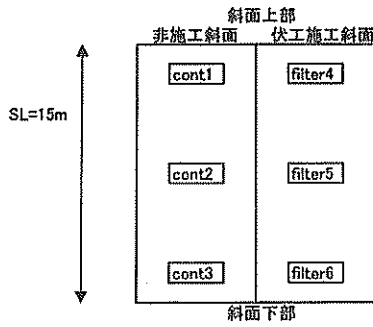 斜面上部
非施工斜面 伏工施工斜面
cont1 filter4
SL=15m
cont2 filter5
cont3 filter6
斜面下部